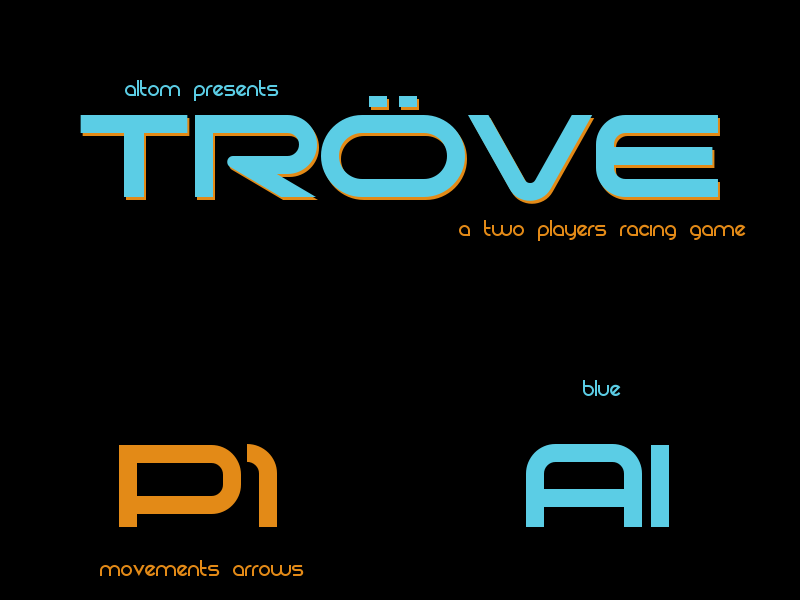 altom presents
TRÖVE
a two players racing game
blue
P1 AI
movements arrows